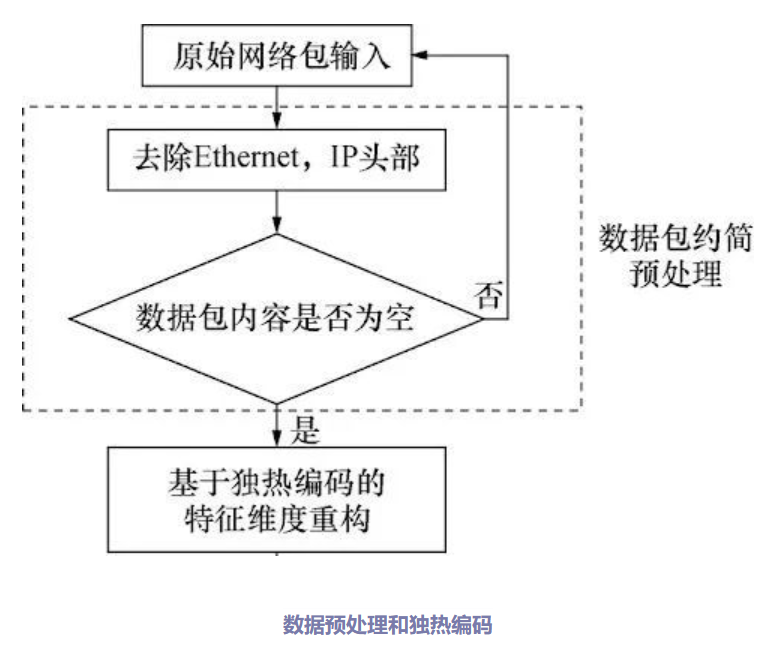 原始网络包输入
去除Ethernet，IP头部
数据包约简
预处理
否
数据包内容是否为空
是
基于独热编码的
特征维度重构
数据预处理和独热编码